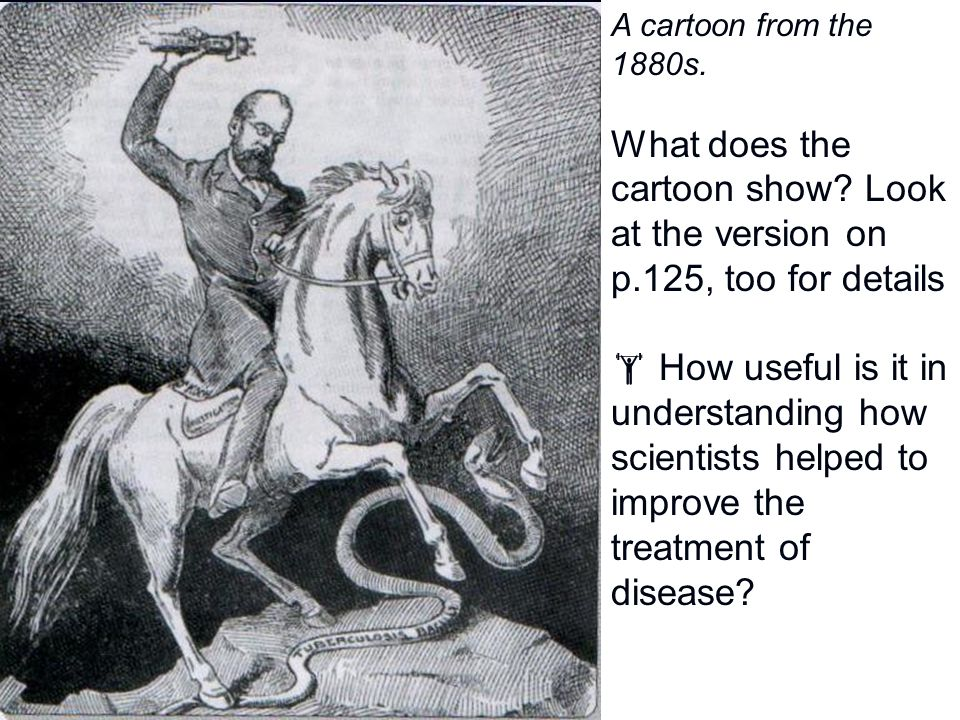 A cartoon from the
1880s.
What does the
cartoon show? Look
at the version on
p.125, too for details
How useful is it in
understanding how
scientists helped to
improve the
treatment of
disease?
INVESTIGATION
TUBERCULOSIS